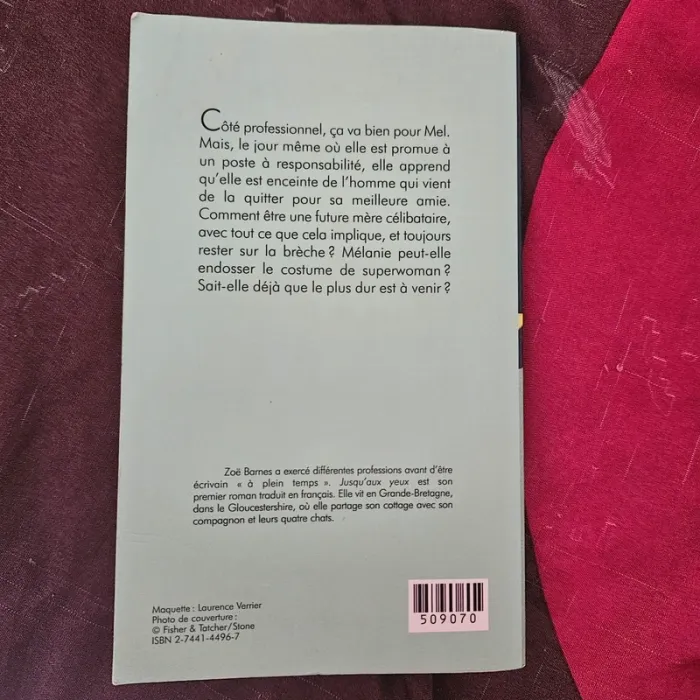 Côté professionnel, ça va bien pour Mel.
Mais, le jour même où elle est promue à
un poste à responsabilité, elle apprend
qu'elle est enceinte de l'homme qui vient
de la quitter pour sa meilleure amie.
Comment être une future mère célibataire,
avec tout ce que cela implique, et toujours
rester sur la brèche ? Mélanie peut-elle
endosser le costume de superwoman ?
Sait-elle déjà que le plus dur est à venir ?
Zoë Barnes a exercé différentes professions avant d'être
écrivain « à plein temps ». Jusqu'aux yeux est son
premier roman traduit en français. Elle vit en Grande-Bretagne,
dans le Gloucestershire, où elle partage son cottage avec son
compagnon et leurs quatre chats.
Maquette : Laurence Verrier
Photo de couverture :
© Fisher & Tatcher/Stone
ISBN 2-7441-4496-7
509070